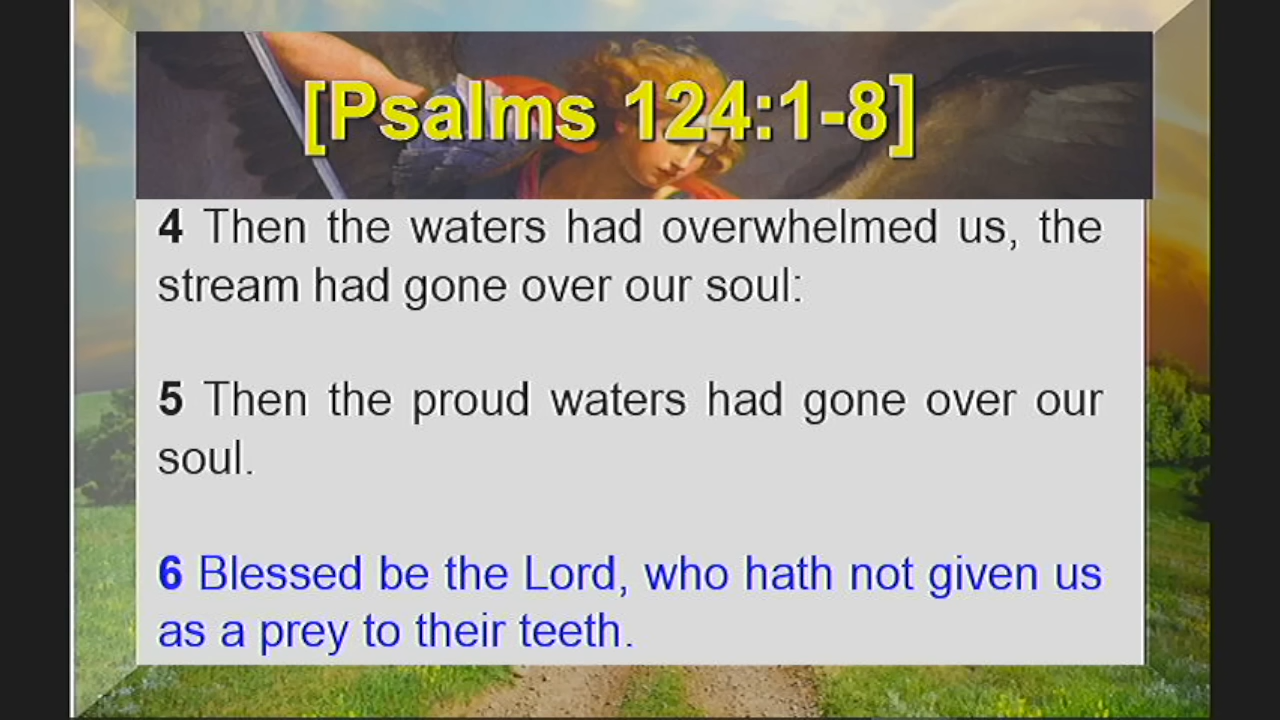 [Psalms 124:1-8]
4 Then the waters had overwhelmed us, the
stream had gone over our soul:
5 Then the proud waters had gone over our
soul.
6 Blessed be the Lord, who hath not given us
as a prey to their teeth.